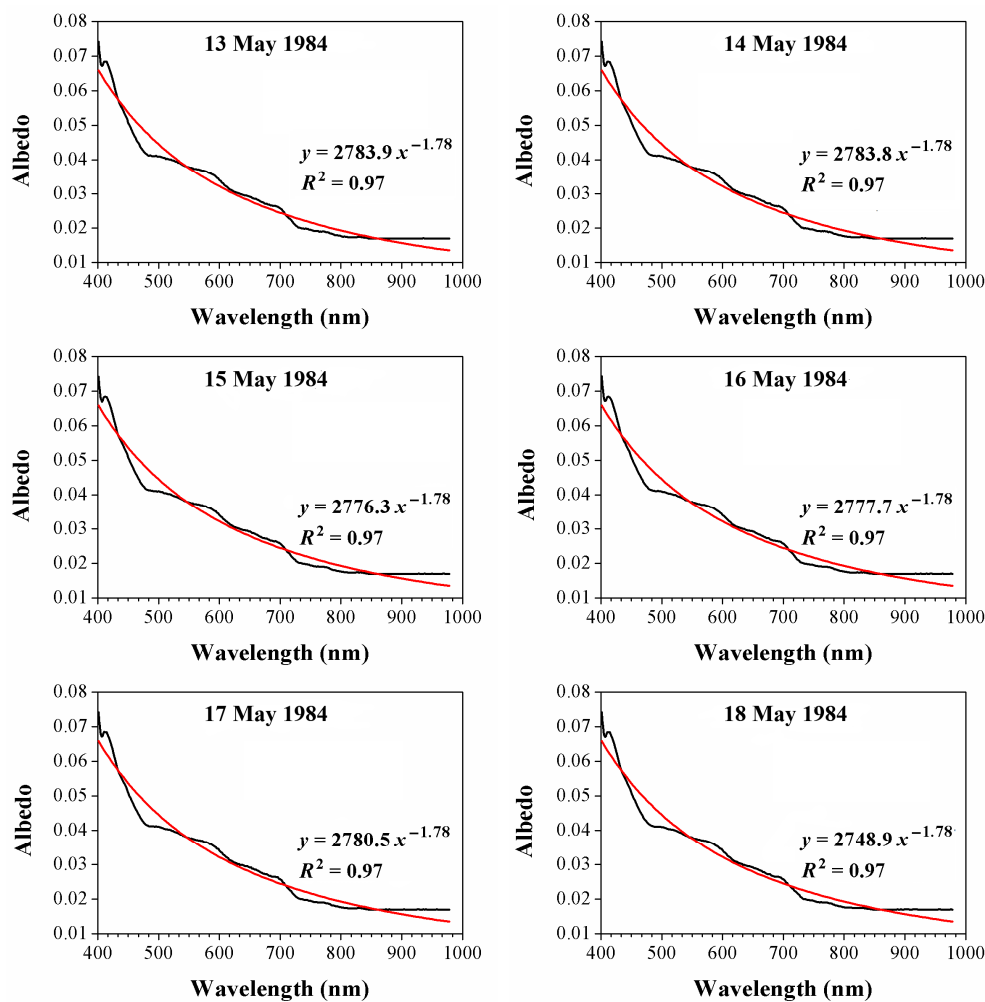 13 May 1984
0.08
0.07
0.06
0.05
0.04
0.03
0.02
0.01
Albedo
y = 2783.9 x^−1.78
R² = 0.97
400 500 600 700 800 900 1000
Wavelength (nm)
14 May 1984
0.08
0.07
0.06
0.05
0.04
0.03
0.02
0.01
Albedo
y = 2783.8 x^−1.78
R² = 0.97
400 500 600 700 800 900 1000
Wavelength (nm)
15 May 1984
0.08
0.07
0.06
0.05
0.04
0.03
0.02
0.01
Albedo
y = 2776.3 x^−1.78
R² = 0.97
400 500 600 700 800 900 1000
Wavelength (nm)
16 May 1984
0.08
0.07
0.06
0.05
0.04
0.03
0.02
0.01
Albedo
y = 2777.7 x^−1.78
R² = 0.97
400 500 600 700 800 900 1000
Wavelength (nm)
17 May 1984
0.08
0.07
0.06
0.05
0.04
0.03
0.02
0.01
Albedo
y = 2780.5 x^−1.78
R² = 0.97
400 500 600 700 800 900 1000
Wavelength (nm)
18 May 1984
0.08
0.07
0.06
0.05
0.04
0.03
0.02
0.01
Albedo
y = 2748.9 x^−1.78
R² = 0.97
400 500 600 700 800 900 1000
Wavelength (nm)